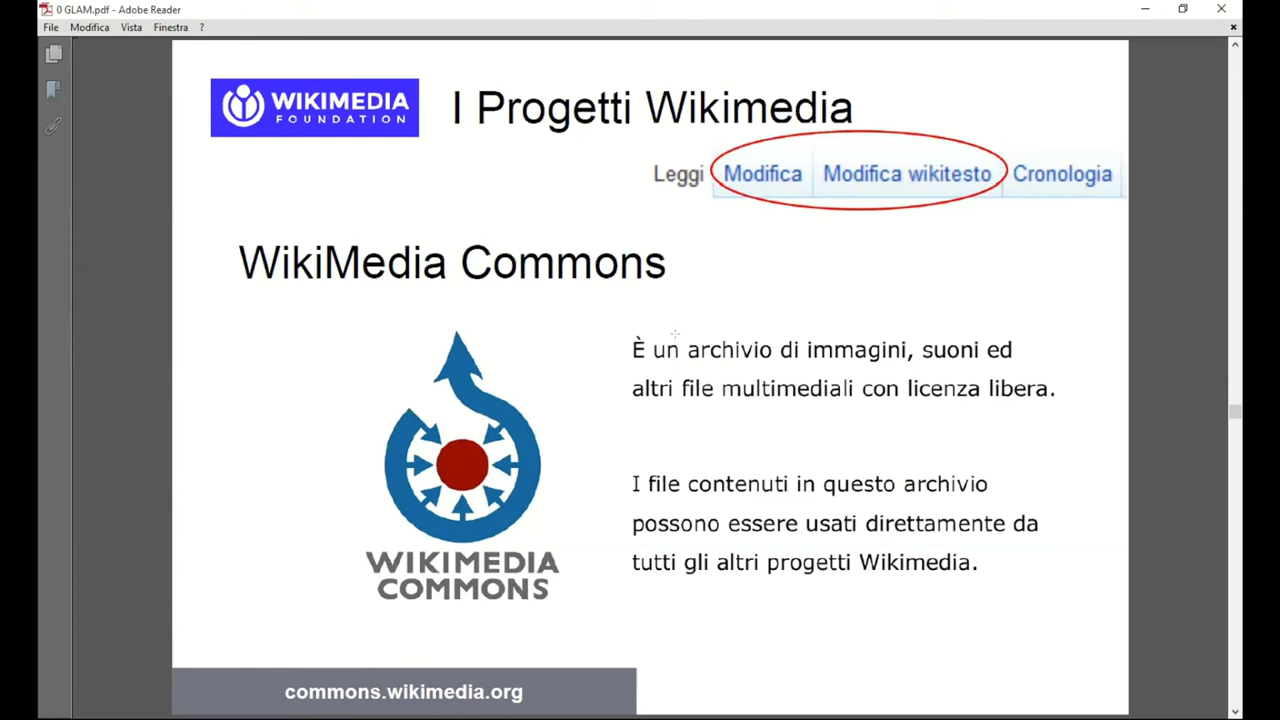 0 GLAM.pdf - Adobe Reader
File Modifica Vista Finestra ?
WIKIMEDIA
FOUNDATION
I Progetti Wikimedia
Leggi Modifica Modifica wikitesto Cronologia
WikiMedia Commons
È un archivio di immagini, suoni ed
altri file multimediali con licenza libera.
I file contenuti in questo archivio
possono essere usati direttamente da
tutti gli altri progetti Wikimedia.
WIKIMEDIA
COMMONS
commons.wikimedia.org